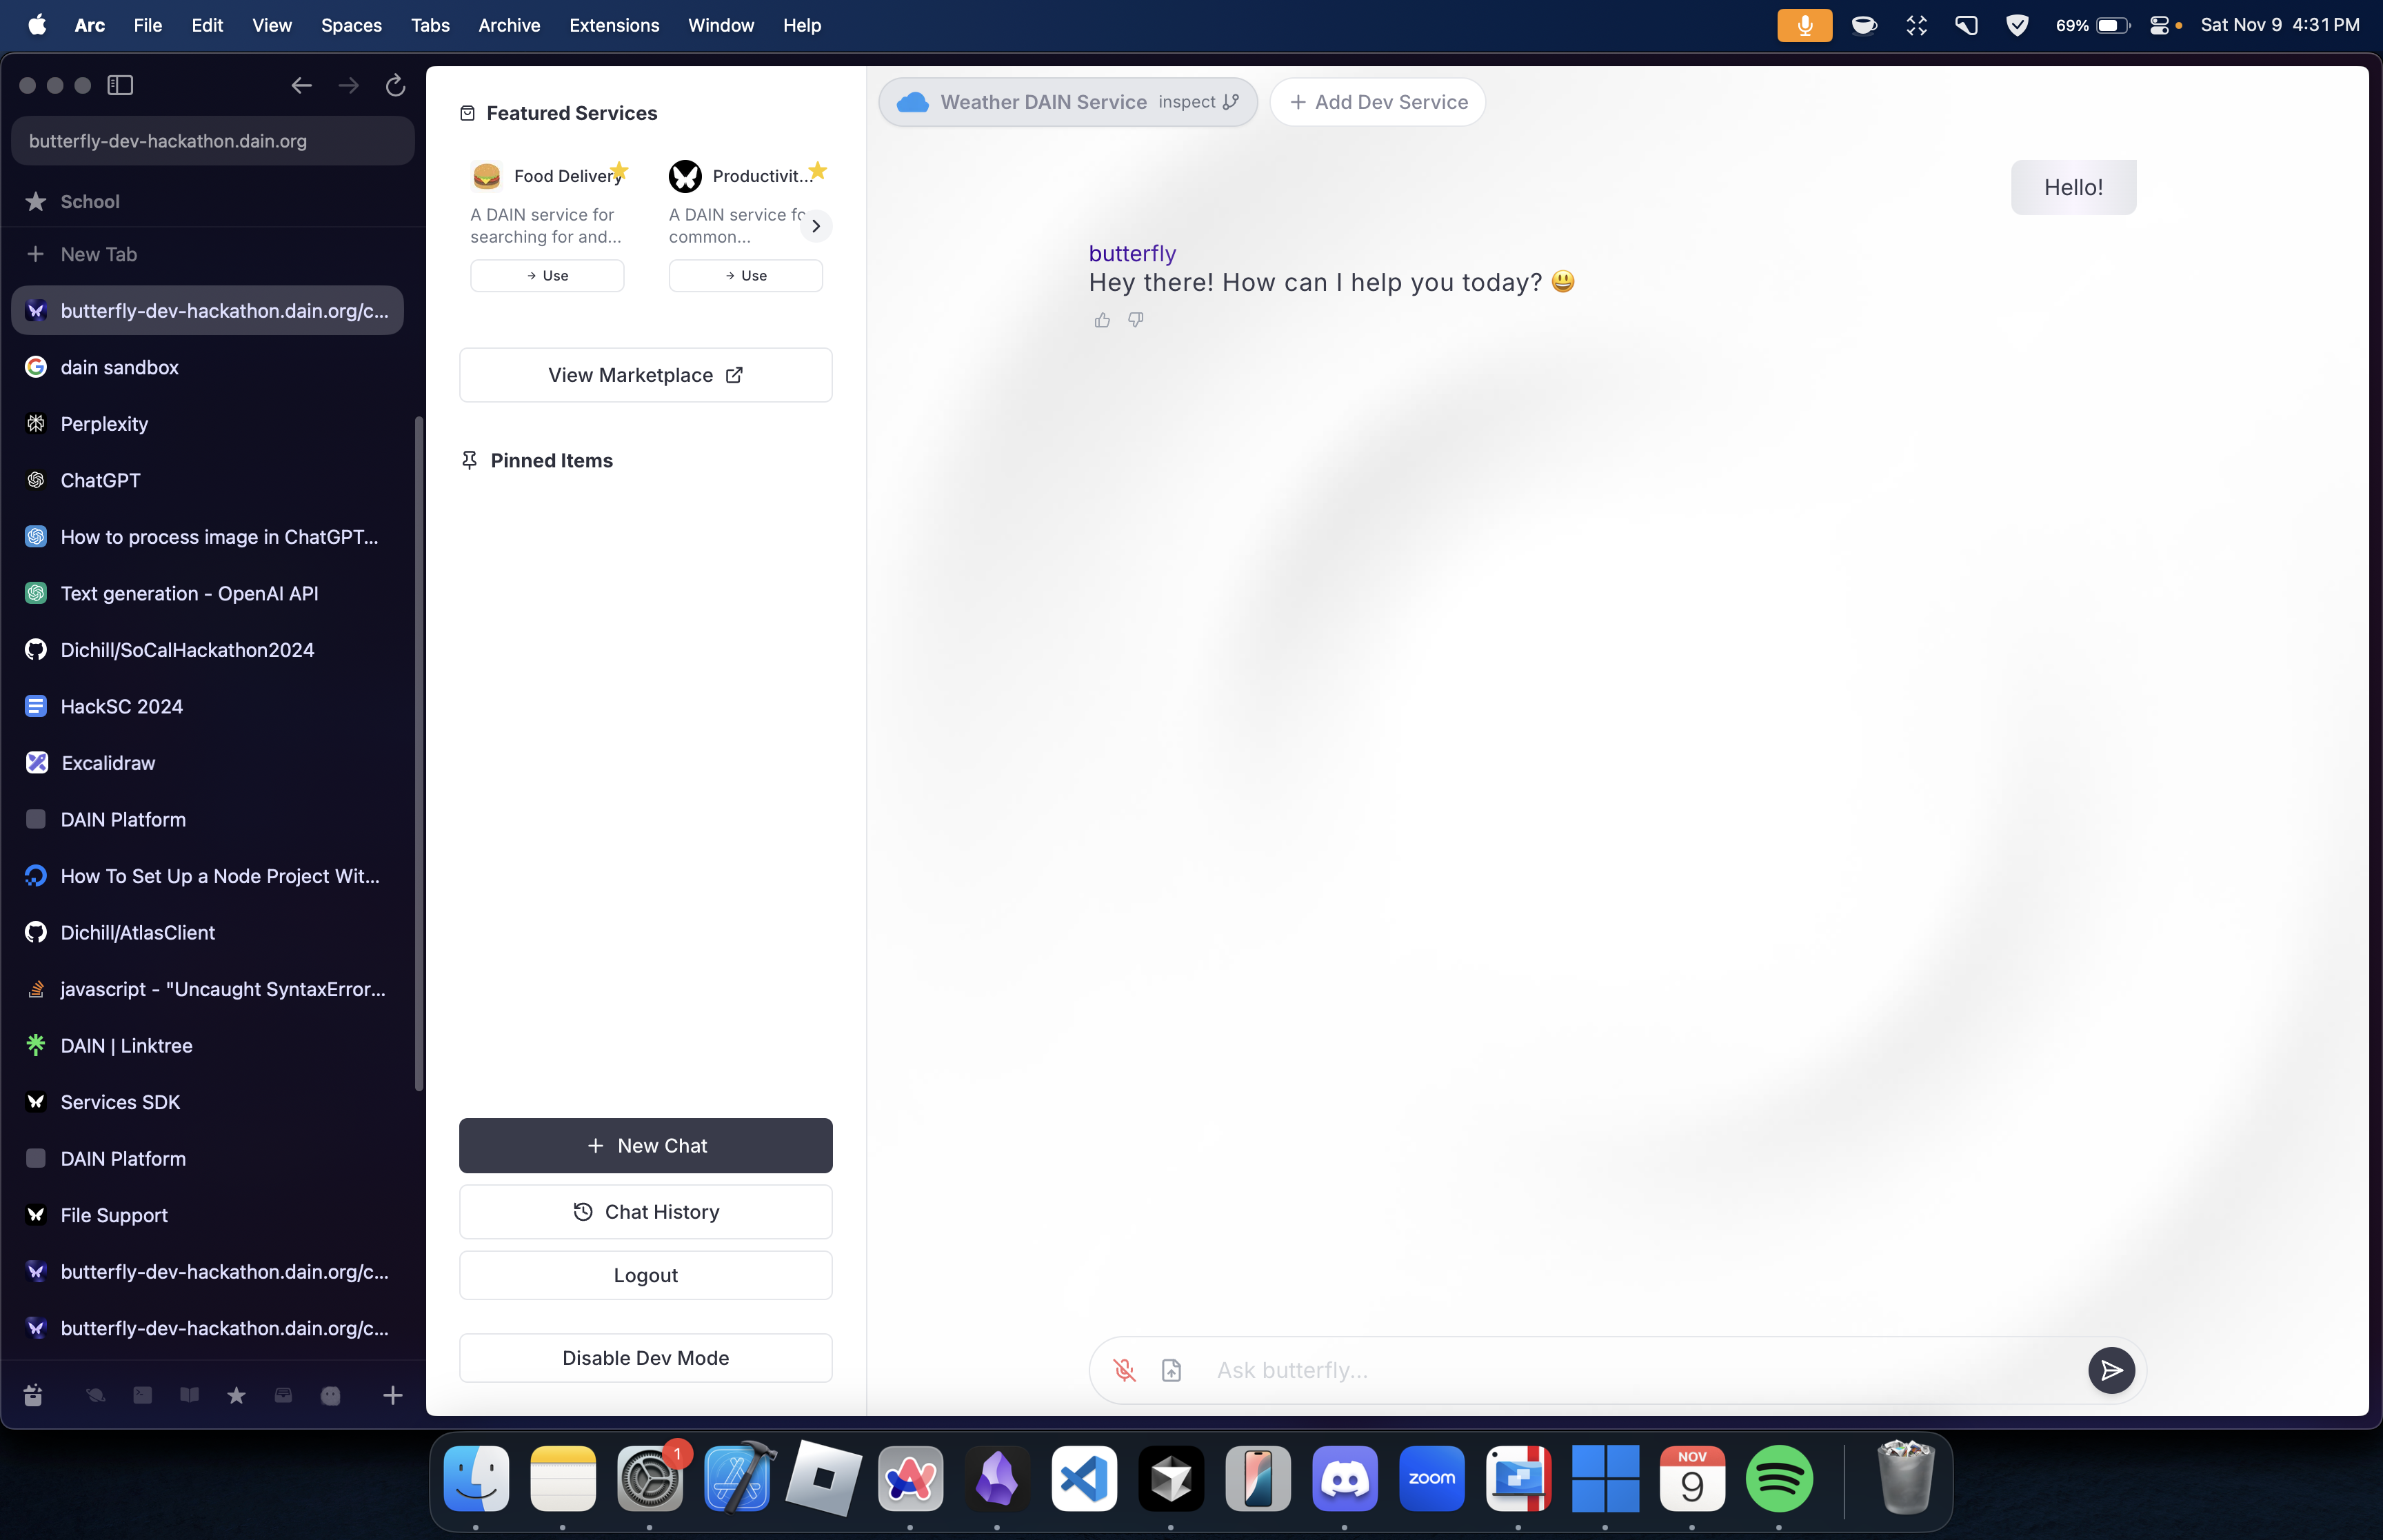 Arc File Edit View Spaces Tabs Archive Extensions Window Help
69% Sat Nov 9 4:31 PM
butterfly-dev-hackathon.dain.org
School
New Tab
butterfly-dev-hackathon.dain.org/c...
dain sandbox
Perplexity
ChatGPT
How to process image in ChatGPT...
Text generation - OpenAI API
Dichill/SoCalHackathon2024
HackSC 2024
Excalidraw
DAIN Platform
How To Set Up a Node Project Wit...
Dichill/AtlasClient
javascript - "Uncaught SyntaxError...
DAIN | Linktree
Services SDK
DAIN Platform
File Support
butterfly-dev-hackathon.dain.org/c...
butterfly-dev-hackathon.dain.org/c...
Featured Services
Food Delivery
A DAIN service for
searching for and...
Use
Productivit...
A DAIN service fo
common...
Use
View Marketplace
Pinned Items
New Chat
Chat History
Logout
Disable Dev Mode
Weather DAIN Service inspect
Add Dev Service
Hello!
butterfly
Hey there! How can I help you today? 😃
Ask butterfly...
1
zoom
NOV
9